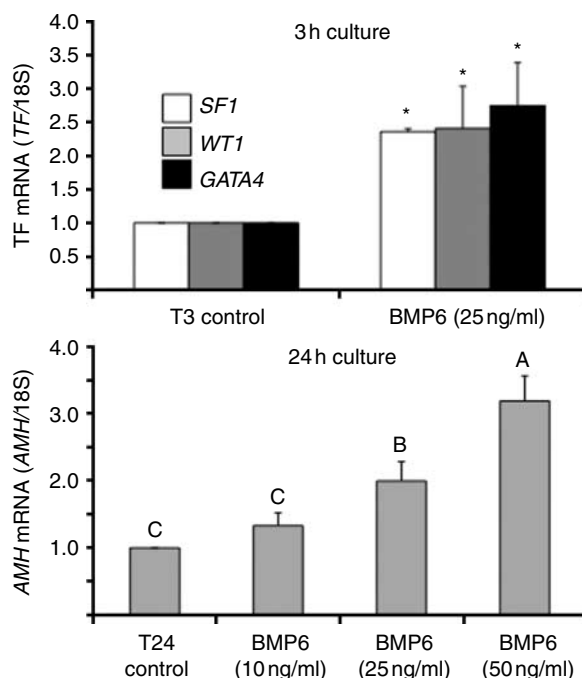 3 h culture
TF mRNA (TF/18S)
4.0
3.5
3.0
2.5
2.0
1.5
1.0
0.5
SF1
WT1
GATA4
* * *
T3 control BMP6 (25 ng/ml)
24 h culture
AMH mRNA (AMH/18S)
4.0
3.0
2.0
1.0
C C B A
T24 control
BMP6 (10 ng/ml)
BMP6 (25 ng/ml)
BMP6 (50 ng/ml)